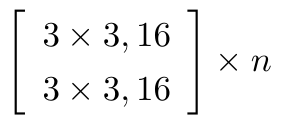 [ 3 × 3, 16
3 × 3, 16 ] × n